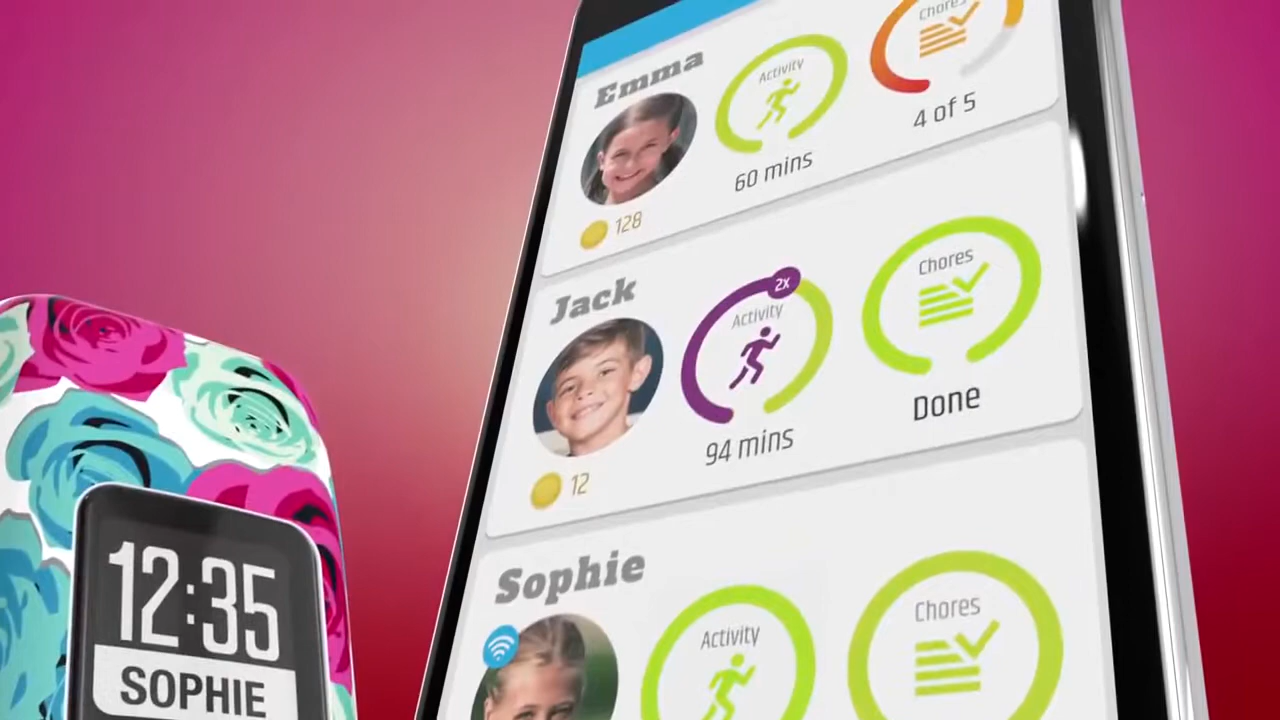 Emma
Activity
60 mins
Chores
4 of 5
128
Jack
2x
Activity
94 mins
Chores
Done
12
Sophie
Activity
Chores
12:35
SOPHIE